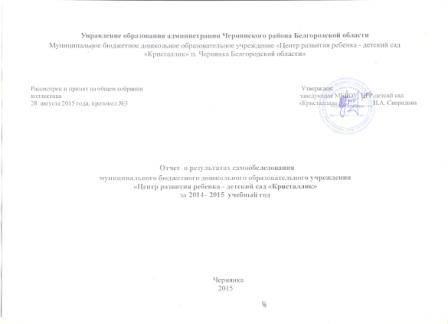 Управление образования администрации Чернянского района Белгородской области
Муниципальное бюджетное дошкольное образовательное учреждение «Центр развития ребенка - детский сад
«Кристаллик» п. Чернянка Белгородской области»
Рассмотрен и принят на общем собрании
коллектива
28 августа 2015 года, протокол №3
Утверждаю
заведующая МБДОУ ЦРР-детский сад
«Кристаллик» Н.А. Свиридова
Отчет о результатах самообследования
муниципального бюджетного дошкольного образовательного учреждения
«Центр развития ребенка - детский сад «Кристаллик»
за 2014– 2015 учебный год
Чернянка
2015